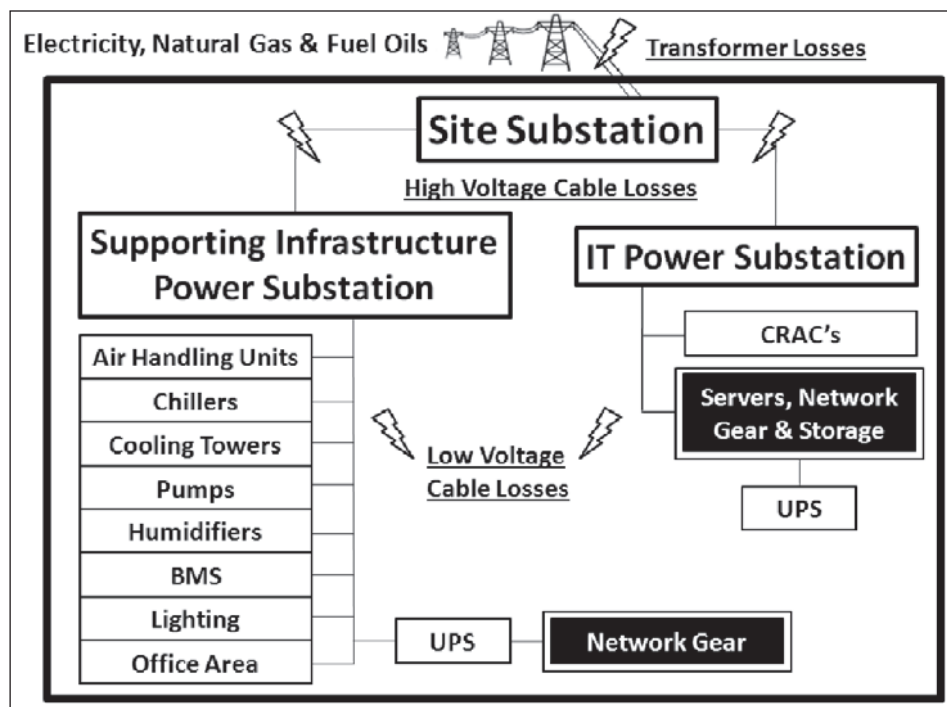 Electricity, Natural Gas & Fuel Oils
Transformer Losses
Site Substation
High Voltage Cable Losses
Supporting Infrastructure
Power Substation
IT Power Substation
Air Handling Units
Chillers
Cooling Towers
Pumps
Humidifiers
BMS
Lighting
Office Area
CRAC's
Servers, Network
Gear & Storage
UPS
Low Voltage
Cable Losses
UPS
Network Gear